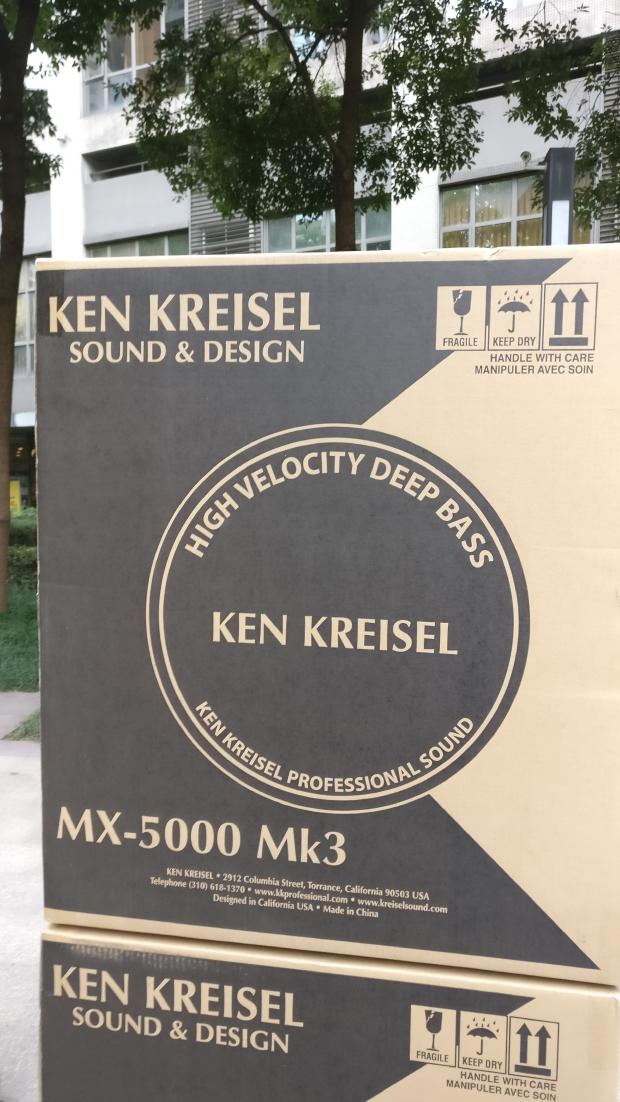 KEN KREISEL
SOUND & DESIGN
FRAGILE
KEEP DRY
HANDLE WITH CARE
MANIPULER AVEC SOIN
HIGH VELOCITY DEEP BASS
KEN KREISEL
KEN KREISEL PROFESSIONAL SOUND
MX-5000 Mk3
KEN KREISEL • 2912 Columbia Street, Torrance, California 90503 USA
Telephone (310) 618-1370 • www.kkprofessional.com • www.kreiselsound.com
Designed in California USA • Made in China
KEN KREISEL
SOUND & DESIGN
FRAGILE
KEEP DRY
HANDLE WITH CARE
MANIPULER AVEC SOIN